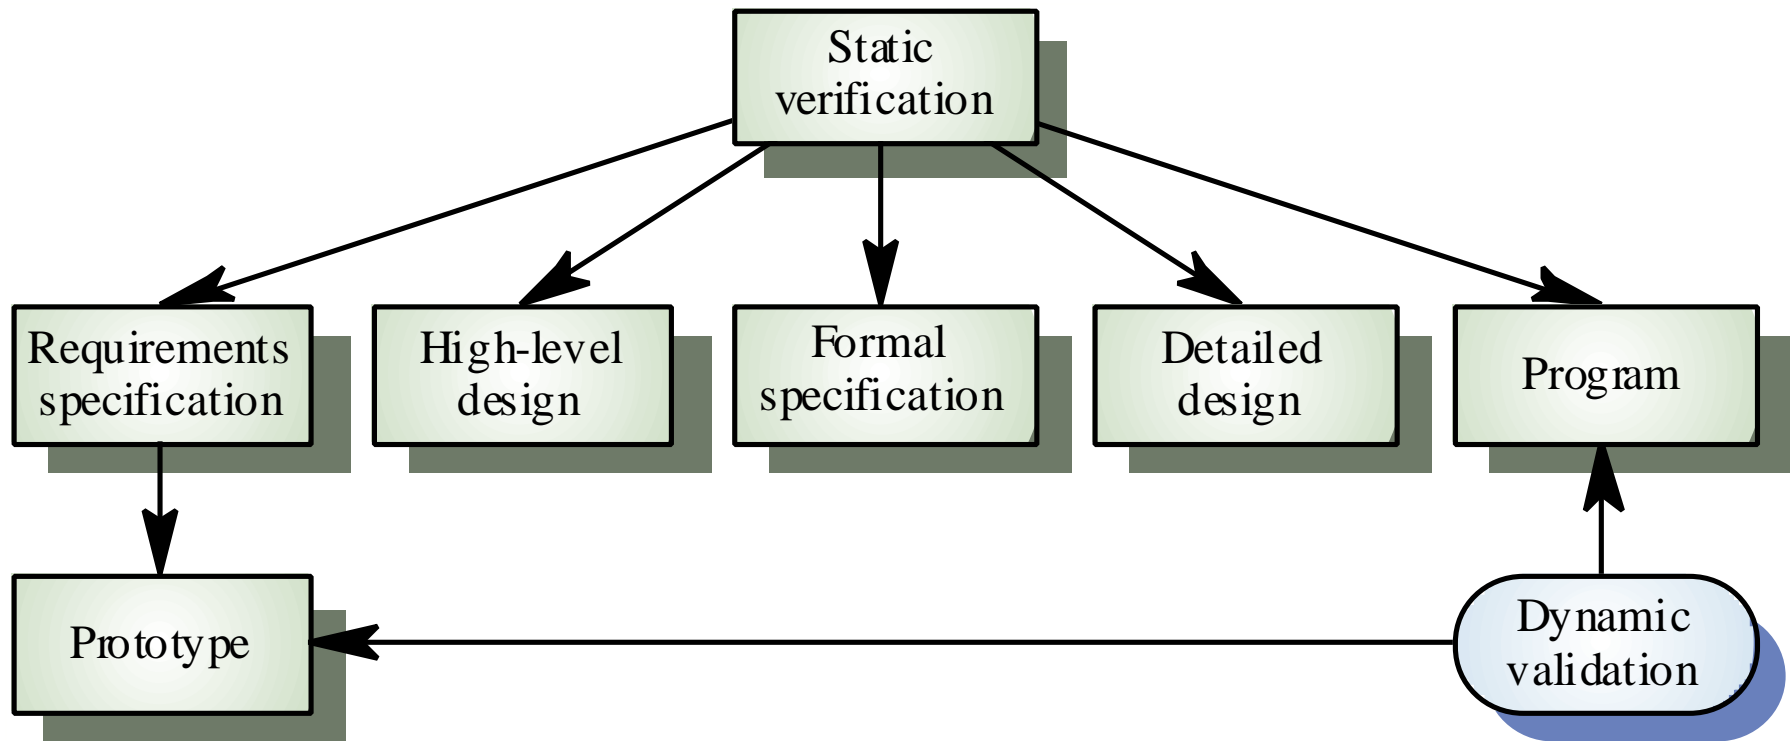 Static
verification
Requirements
specification
High-level
design
Formal
specification
Detailed
design
Program
Prototype
Dynamic
validation